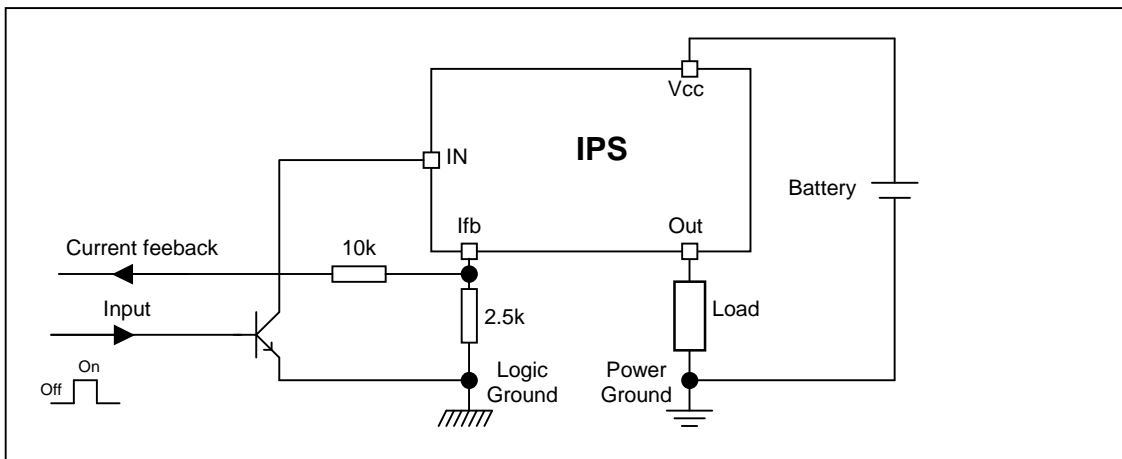 Vcc
IPS
IN
Battery
Ifb
Out
Current feeback
10k
Input
2.5k
Load
On
Off
Logic
Ground
Power
Ground